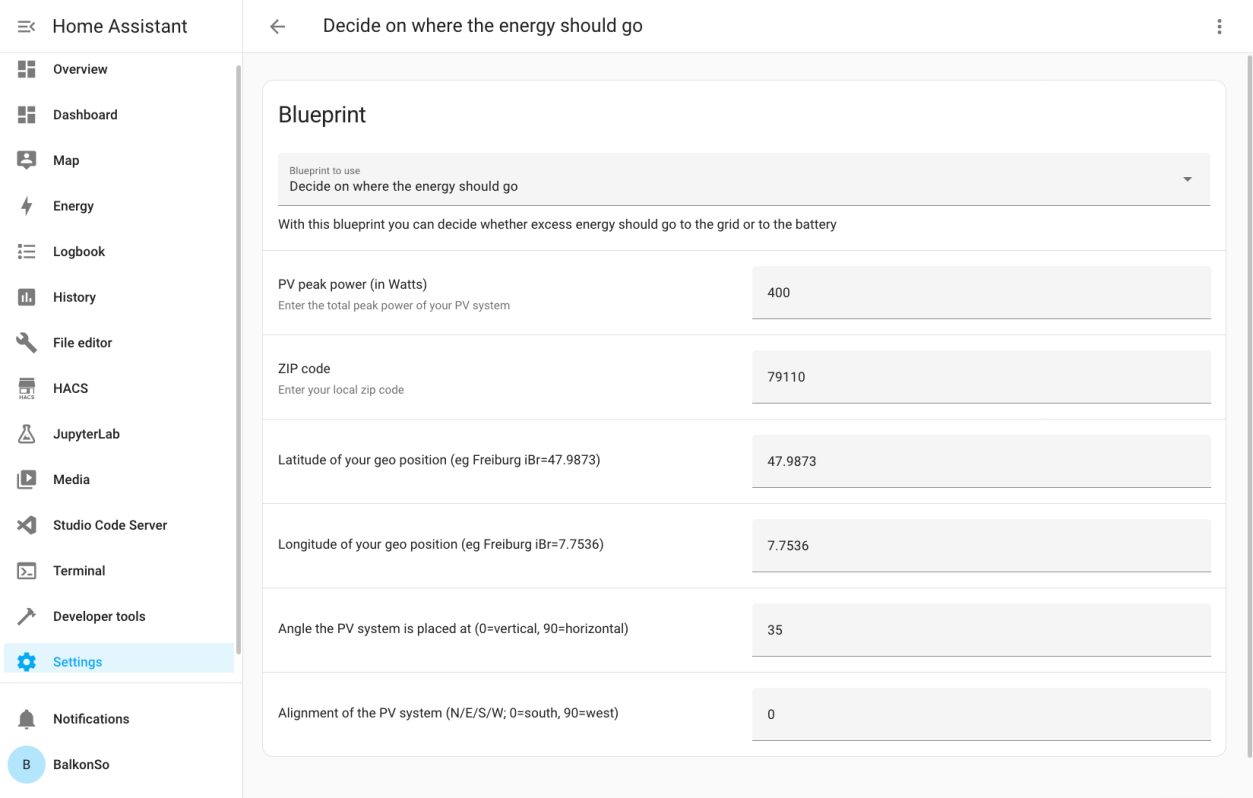 Home Assistant
Overview
Dashboard
Map
Energy
Logbook
History
File editor
HACS
HACS
JupyterLab
Media
Studio Code Server
Terminal
Developer tools
Settings
Notifications
B
BalkonSo
Decide on where the energy should go
Blueprint
Blueprint to use
Decide on where the energy should go
With this blueprint you can decide whether excess energy should go to the grid or to the battery
PV peak power (in Watts)
Enter the total peak power of your PV system
400
ZIP code
Enter your local zip code
79110
Latitude of your geo position (eg Freiburg iBr=47.9873)
47.9873
Longitude of your geo position (eg Freiburg iBr=7.7536)
7.7536
Angle the PV system is placed at (0=vertical, 90=horizontal)
35
Alignment of the PV system (N/E/S/W; 0=south, 90=west)
0